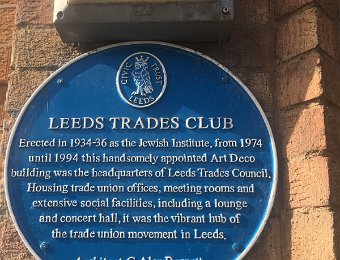 CIVIC TRUST
LEEDS
LEEDS TRADES CLUB
Erected in 1934-36 as the Jewish Institute, from 1974
until 1994 this handsomely appointed Art Deco
building was the headquarters of Leeds Trades Council.
Housing trade union offices, meeting rooms and
extensive social facilities, including a lounge
and concert hall, it was the vibrant hub of
the trade union movement in Leeds.
Architect G Alan